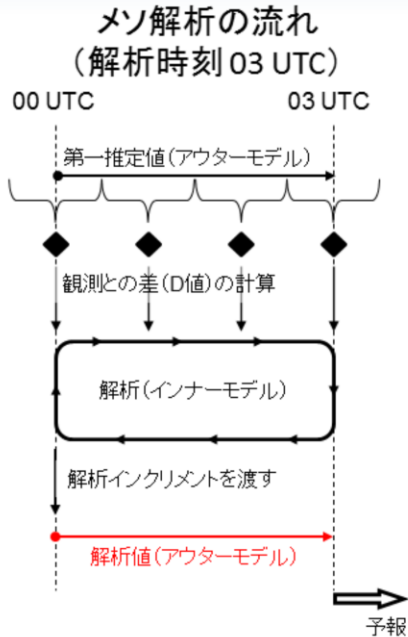 メソ解析の流れ
（解析時刻 03 UTC）
00 UTC
03 UTC
第一推定値（アウターモデル）
観測との差（D値）の計算
解析（インナーモデル）
解析インクリメントを渡す
解析値（アウターモデル）
予報